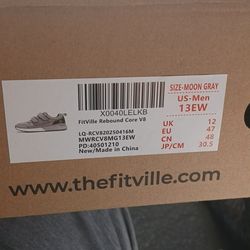 X0040LELKB
FitVille Rebound Core V8
LQ-RCV820250416M
MWRCV8MG13EW
PD:40501210
New/Made in China
SIZE-MOON GRAY
US-Men
13EW
UK 12
EU 47
CN 48
JP/CM 30.5
www.thefitville.com